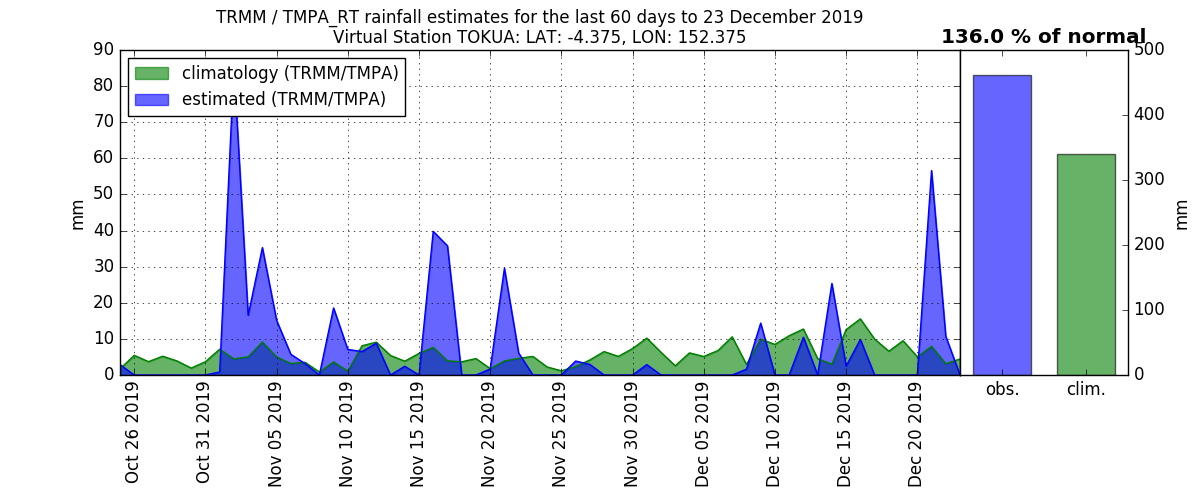 TRMM / TMPA_RT rainfall estimates for the last 60 days to 23 December 2019
Virtual Station TOKUA: LAT: -4.375, LON: 152.375
136.0 % of normal
climatology (TRMM/TMPA)
estimated (TRMM/TMPA)
90
80
70
60
50
40
30
20
10
0
mm
500
400
300
200
100
0
mm
Oct 26 2019
Oct 31 2019
Nov 05 2019
Nov 10 2019
Nov 15 2019
Nov 20 2019
Nov 25 2019
Nov 30 2019
Dec 05 2019
Dec 10 2019
Dec 15 2019
Dec 20 2019
obs.
clim.